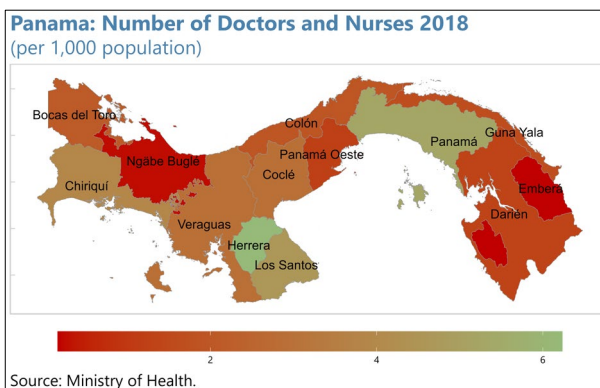 Panama: Number of Doctors and Nurses 2018
(per 1,000 population)
Bocas del Toro
Colón
Guna Yala
Ngäbe Buglé
Panamá Oeste
Panamá
Coclé
Chiriquí
Emberá
Darién
Veraguas
Herrera
Los Santos
2 4 6
Source: Ministry of Health.